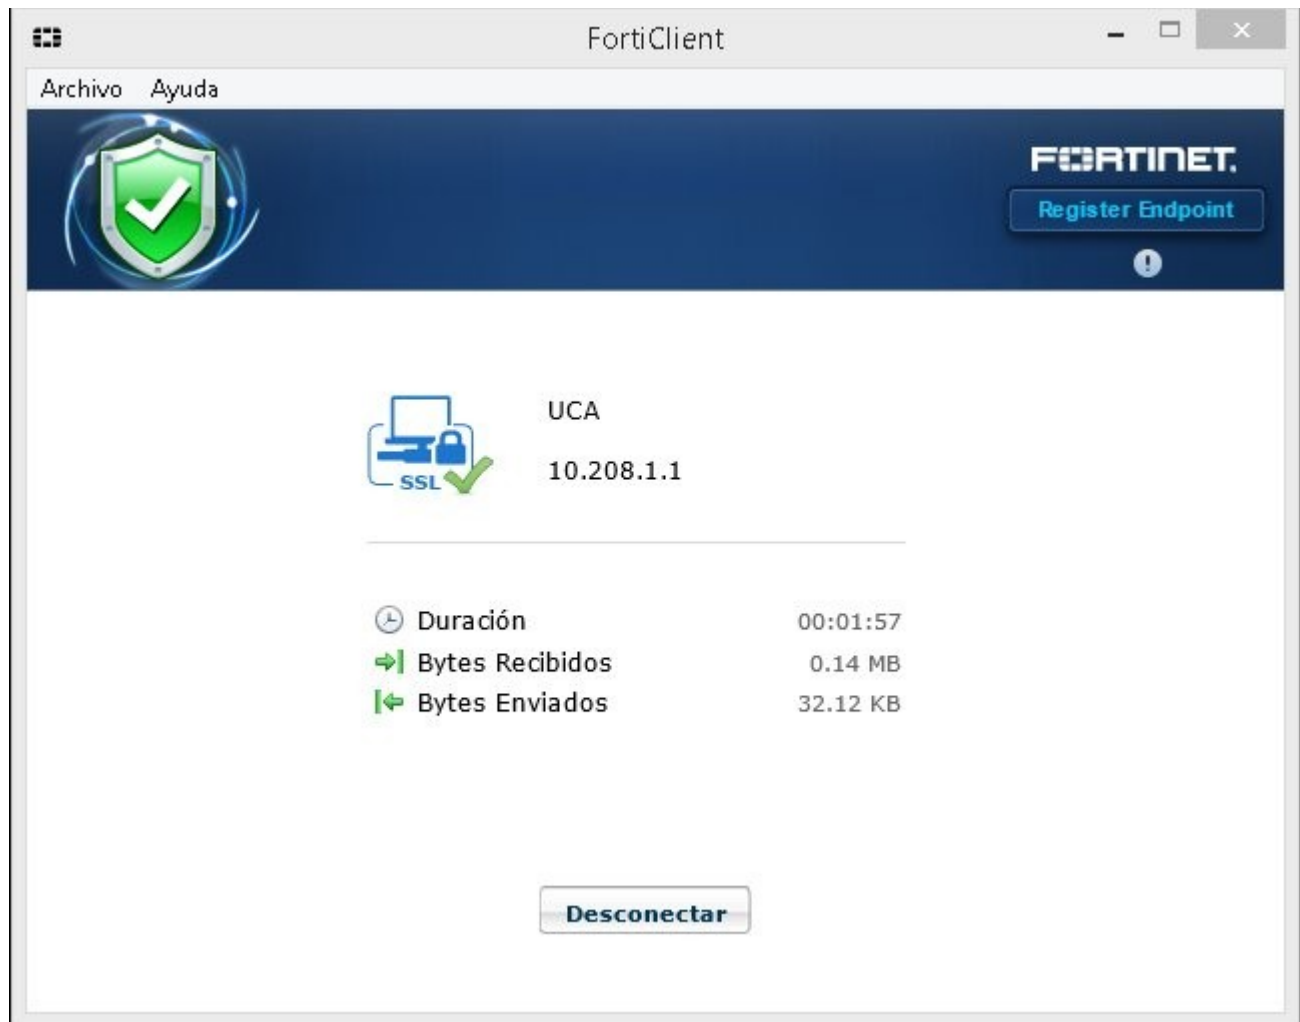 FortiClient
Archivo Ayuda
FORTINET.
Register Endpoint
UCA
10.208.1.1
SSL
Duración 00:01:57
Bytes Recibidos 0.14 MB
Bytes Enviados 32.12 KB
Desconectar